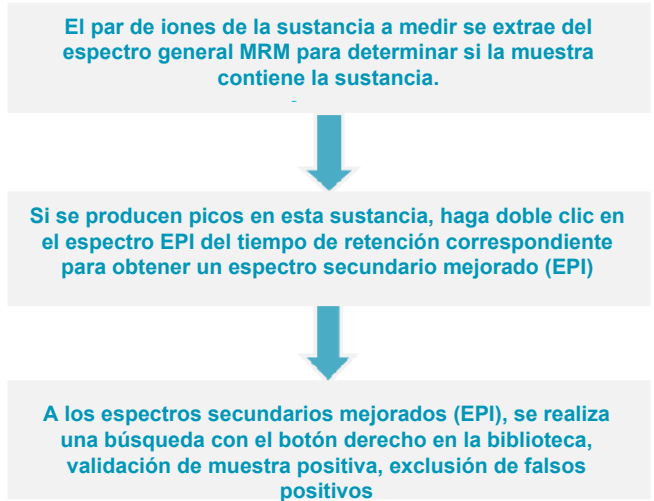 El par de iones de la sustancia a medir se extrae del
espectro general MRM para determinar si la muestra
contiene la sustancia.
Si se producen picos en esta sustancia, haga doble clic en
el espectro EPI del tiempo de retención correspondiente
para obtener un espectro secundario mejorado (EPI)
A los espectros secundarios mejorados (EPI), se realiza
una búsqueda con el botón derecho en la biblioteca,
validación de muestra positiva, exclusión de falsos
positivos